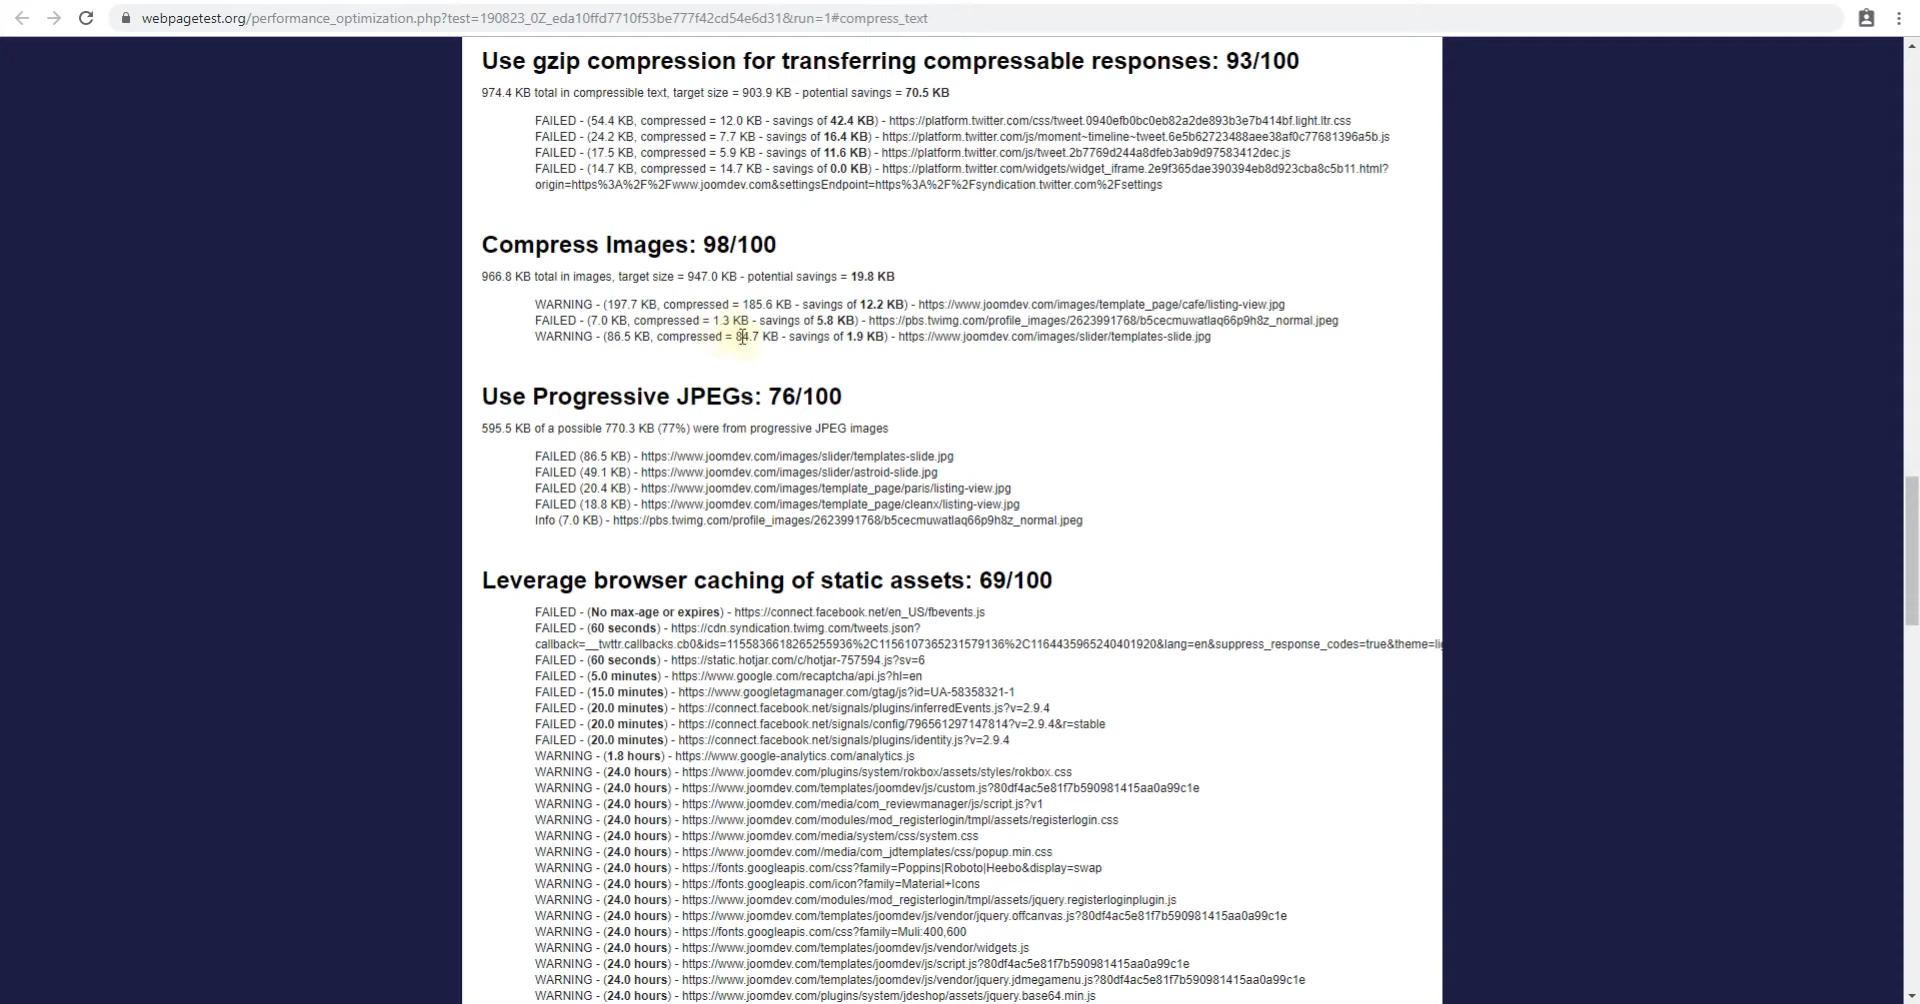 webpagetest.org/performance_optimization.php?test=190823_0Z_eda10ffd7710f53be777f42cd54e6d31&run=1#compress_text
Use gzip compression for transferring compressable responses: 93/100
974.4 KB total in compressible text, target size = 903.9 KB - potential savings = 70.5 KB
FAILED - (54.4 KB, compressed = 12.0 KB - savings of 42.4 KB) - https://platform.twitter.com/css/tweet.0940efb0bc0eb82a2de893b3e7b414bf.light.ltr.css
FAILED - (24.2 KB, compressed = 7.7 KB - savings of 16.4 KB) - https://platform.twitter.com/js/moment~timeline~tweet.6e5b62723488aee38af0c77681396a5b.js
FAILED - (17.5 KB, compressed = 5.9 KB - savings of 11.6 KB) - https://platform.twitter.com/js/tweet.2b7769d244a8dfeb3ab9d97583412dec.js
FAILED - (14.7 KB, compressed = 14.7 KB - savings of 0.0 KB) - https://platform.twitter.com/widgets/widget_iframe.2e9f365dae390394eb8d923cba8c5b11.html?
origin=https%3A%2F%2Fwww.joomdev.com&settingsEndpoint=https%3A%2F%2Fsyndication.twitter.com%2Fsettings
Compress Images: 98/100
966.8 KB total in images, target size = 947.0 KB - potential savings = 19.8 KB
WARNING - (197.7 KB, compressed = 185.6 KB - savings of 12.2 KB) - https://www.joomdev.com/images/template_page/cafe/listing-view.jpg
FAILED - (7.0 KB, compressed = 1.3 KB - savings of 5.8 KB) - https://pbs.twimg.com/profile_images/2623991768/b5cecmuwatlaq66p9h8z_normal.jpeg
WARNING - (86.5 KB, compressed = 84.7 KB - savings of 1.9 KB) - https://www.joomdev.com/images/slider/templates-slide.jpg
Use Progressive JPEGs: 76/100
595.5 KB of a possible 770.3 KB (77%) were from progressive JPEG images
FAILED (86.5 KB) - https://www.joomdev.com/images/slider/templates-slide.jpg
FAILED (49.1 KB) - https://www.joomdev.com/images/slider/astroid-slide.jpg
FAILED (20.4 KB) - https://www.joomdev.com/images/template_page/paris/listing-view.jpg
FAILED (18.8 KB) - https://www.joomdev.com/images/template_page/cleanx/listing-view.jpg
Info (7.0 KB) - https://pbs.twimg.com/profile_images/2623991768/b5cecmuwatlaq66p9h8z_normal.jpeg
Leverage browser caching of static assets: 69/100
FAILED - (No max-age or expires) - https://connect.facebook.net/en_US/fbevents.js
FAILED - (60 seconds) - https://cdn.syndication.twimg.com/tweets.json?
callback=__twttr.callbacks.cb0&ids=1155836618265255936%2C1156107365231579136%2C1164435965240401920&lang=en&suppress_response_codes=true&theme=lig
FAILED - (60 seconds) - https://static.hotjar.com/c/hotjar-757594.js?sv=6
FAILED - (5.0 minutes) - https://www.google.com/recaptcha/api.js?hl=en
FAILED - (15.0 minutes) - https://www.googletagmanager.com/gtag/js?id=UA-58358321-1
FAILED - (20.0 minutes) - https://connect.facebook.net/signals/plugins/inferredEvents.js?v=2.9.4
FAILED - (20.0 minutes) - https://connect.facebook.net/signals/config/796561297147814?v=2.9.4&r=stable
FAILED - (20.0 minutes) - https://connect.facebook.net/signals/plugins/identity.js?v=2.9.4
WARNING - (1.8 hours) - https://www.google-analytics.com/analytics.js
WARNING - (24.0 hours) - https://www.joomdev.com/plugins/system/rokbox/assets/styles/rokbox.css
WARNING - (24.0 hours) - https://www.joomdev.com/templates/joomdev/js/custom.js?80df4ac5e81f7b590981415aa0a99c1e
WARNING - (24.0 hours) - https://www.joomdev.com/media/com_reviewmanager/js/script.js?v1
WARNING - (24.0 hours) - https://www.joomdev.com/modules/mod_registerlogin/tmpl/assets/registerlogin.css
WARNING - (24.0 hours) - https://www.joomdev.com/media/system/css/system.css
WARNING - (24.0 hours) - https://www.joomdev.com//media/com_jdtemplates/css/popup.min.css
WARNING - (24.0 hours) - https://fonts.googleapis.com/css?family=Poppins|Roboto|Heebo&display=swap
WARNING - (24.0 hours) - https://fonts.googleapis.com/icon?family=Material+Icons
WARNING - (24.0 hours) - https://www.joomdev.com/modules/mod_registerlogin/tmpl/assets/jquery.registerloginplugin.js
WARNING - (24.0 hours) - https://www.joomdev.com/templates/joomdev/js/vendor/jquery.offcanvas.js?80df4ac5e81f7b590981415aa0a99c1e
WARNING - (24.0 hours) - https://fonts.googleapis.com/css?family=Muli:400,600
WARNING - (24.0 hours) - https://www.joomdev.com/templates/joomdev/js/vendor/widgets.js
WARNING - (24.0 hours) - https://www.joomdev.com/templates/joomdev/js/script.js?80df4ac5e81f7b590981415aa0a99c1e
WARNING - (24.0 hours) - https://www.joomdev.com/templates/joomdev/js/vendor/jquery.jdmegamenu.js?80df4ac5e81f7b590981415aa0a99c1e
WARNING - (24.0 hours) - https://www.joomdev.com/plugins/system/jdeshop/assets/jquery.base64.min.js